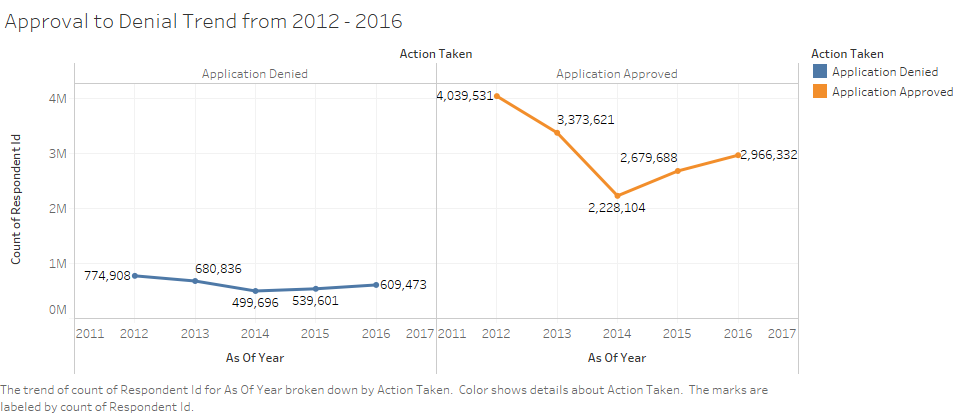 Approval to Denial Trend from 2012 - 2016
Action Taken
Application Denied
Application Approved
Action Taken
Application Denied
Application Approved
Count of Respondent Id
4M
3M
2M
1M
0M
774,908
680,836
499,696
539,601
609,473
4,039,531
3,373,621
2,228,104
2,679,688
2,966,332
2011 2012 2013 2014 2015 2016 2017
2011 2012 2013 2014 2015 2016 2017
As Of Year
As Of Year
The trend of count of Respondent Id for As Of Year broken down by Action Taken.  Color shows details about Action Taken.  The marks are
labeled by count of Respondent Id.